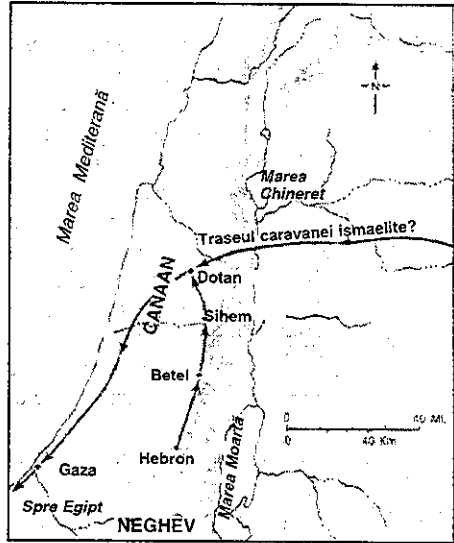 Marea Mediterană
N
Marea
Chineret
Traseul caravanei ismaelite?
CANAAN
Dotan
Sihem
Betel
0 40 Mi.
0 40 Km
Hebron
Marea Moartă
Gaza
Spre Egipt
NEGHEV